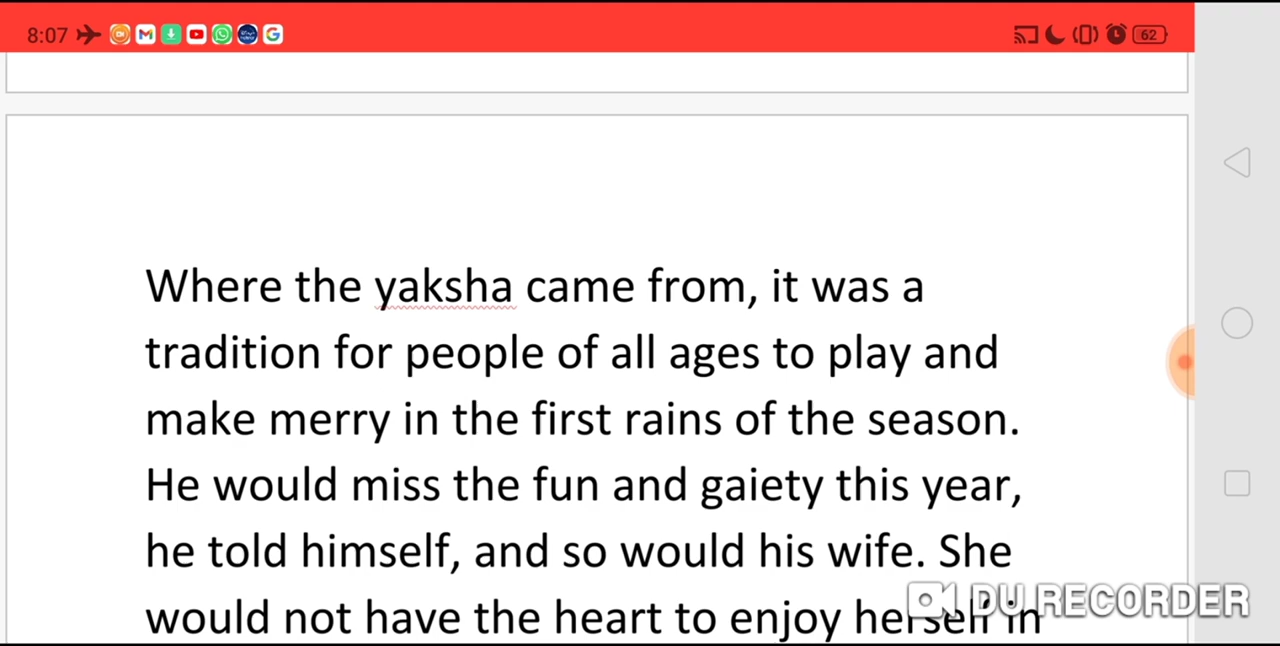 8:07
62
Where the yaksha came from, it was a
tradition for people of all ages to play and
make merry in the first rains of the season.
He would miss the fun and gaiety this year,
he told himself, and so would his wife. She
would not have the heart to enjoy herself in
DU RECORDER